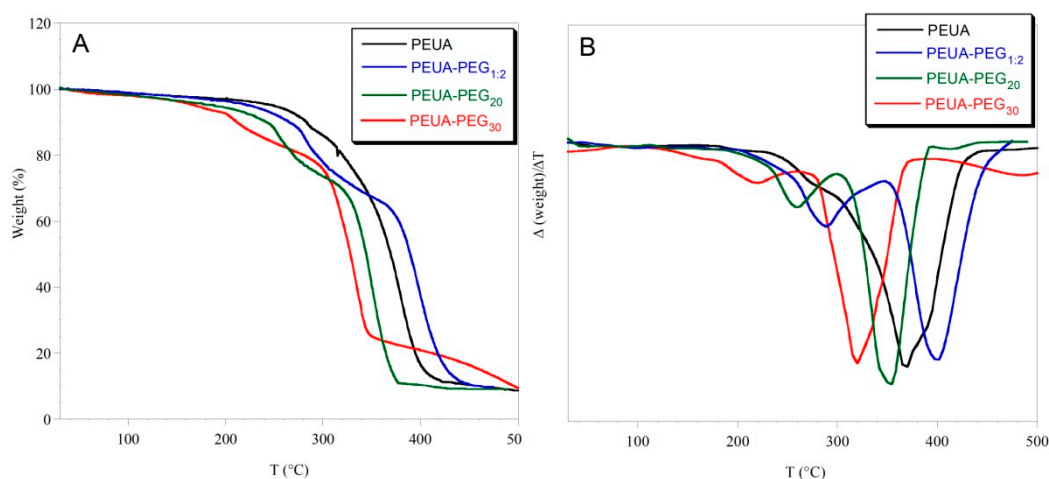 A
120
100
80
60
40
20
0
Weight (%)
100
200
300
400
50
T (°C)
PEUA
PEUA-PEG1:2
PEUA-PEG20
PEUA-PEG30
B
Δ (weight)/ΔT
100
200
300
400
500
T (°C)
PEUA
PEUA-PEG1:2
PEUA-PEG20
PEUA-PEG30